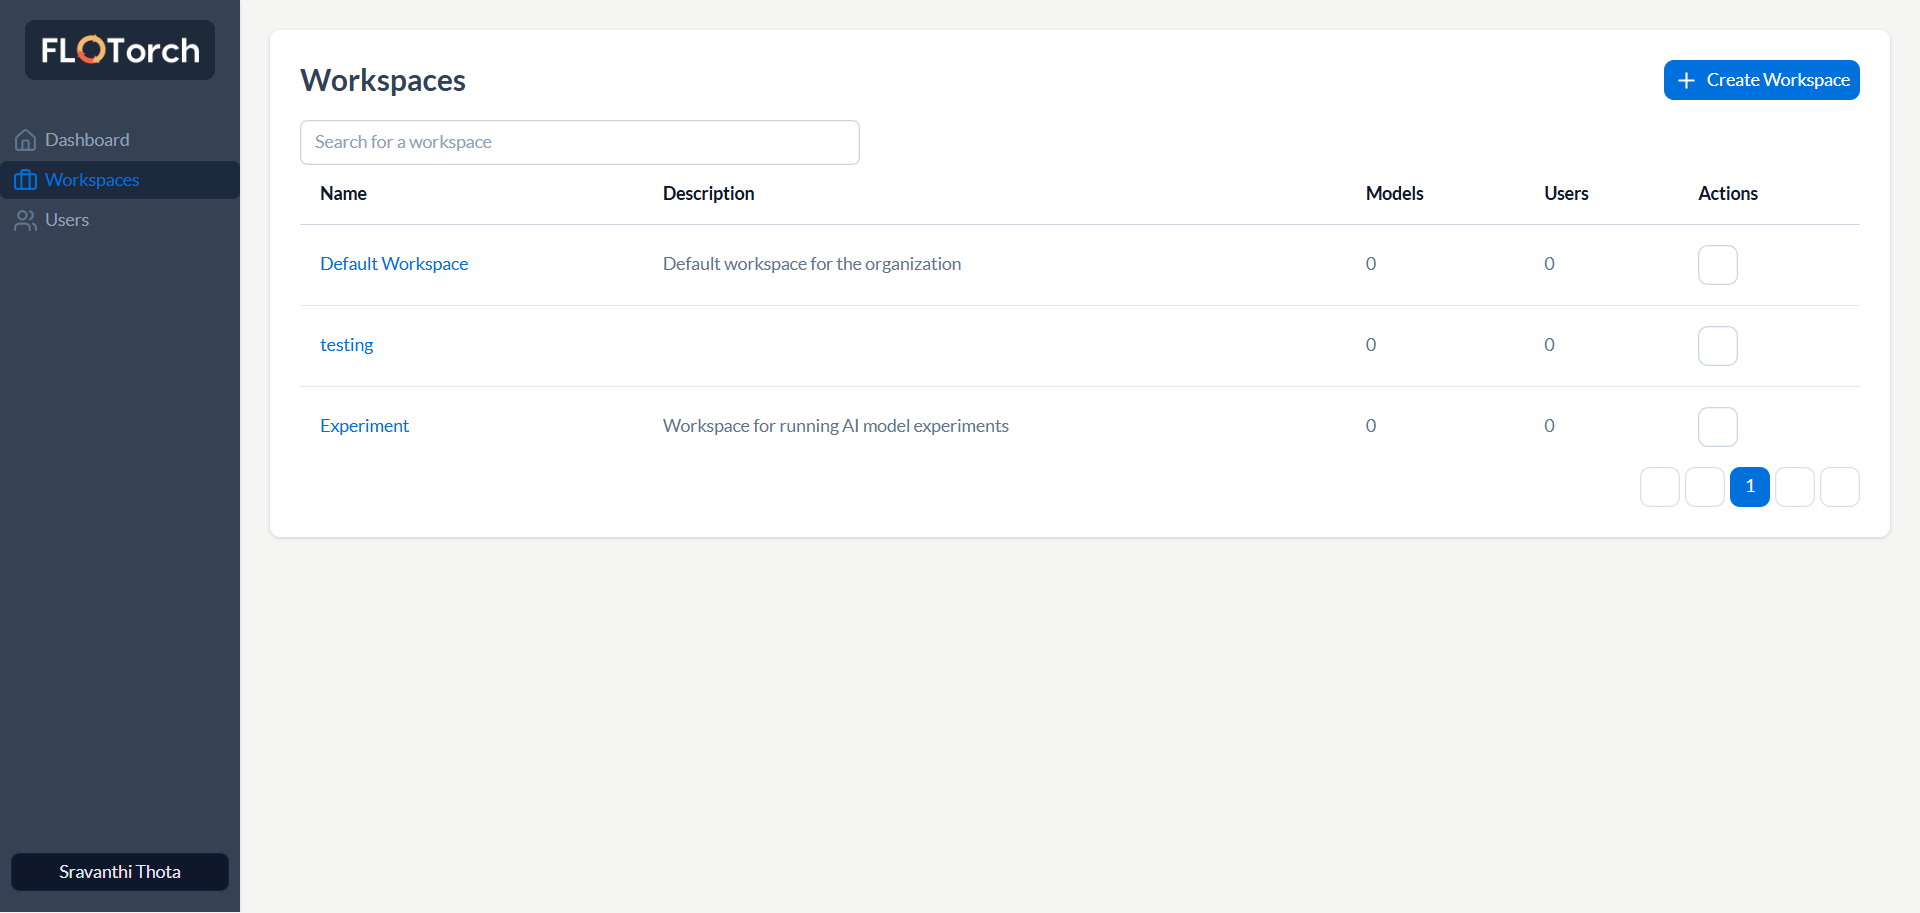 FLOTorch
Dashboard
Workspaces
Users
Sravanthi Thota
Workspaces
Create Workspace
Search for a workspace
Name Description Models Users Actions
Default Workspace Default workspace for the organization 0 0
testing 0 0
Experiment Workspace for running AI model experiments 0 0
1